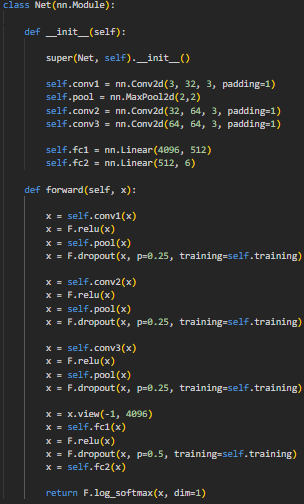 class Net(nn.Module):
def __init__(self):
super(Net, self).__init__()
self.conv1 = nn.Conv2d(3, 32, 3, padding=1)
self.pool = nn.MaxPool2d(2,2)
self.conv2 = nn.Conv2d(32, 64, 3, padding=1)
self.conv3 = nn.Conv2d(64, 64, 3, padding=1)
self.fc1 = nn.Linear(4096, 512)
self.fc2 = nn.Linear(512, 6)
def forward(self, x):
x = self.conv1(x)
x = F.relu(x)
x = self.pool(x)
x = F.dropout(x, p=0.25, training=self.training)
x = self.conv2(x)
x = F.relu(x)
x = self.pool(x)
x = F.dropout(x, p=0.25, training=self.training)
x = self.conv3(x)
x = F.relu(x)
x = self.pool(x)
x = F.dropout(x, p=0.25, training=self.training)
x = x.view(-1, 4096)
x = self.fc1(x)
x = F.relu(x)
x = F.dropout(x, p=0.5, training=self.training)
x = self.fc2(x)
return F.log_softmax(x, dim=1)